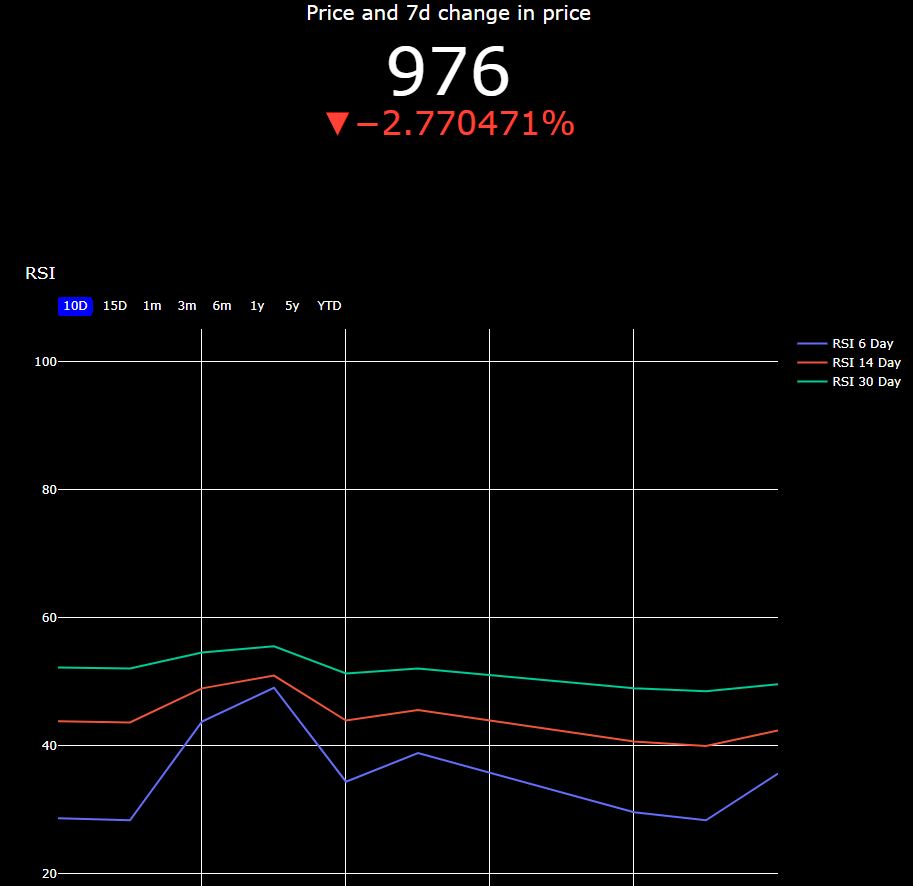 Price and 7d change in price
976
▼−2.770471%
RSI
10D 15D 1m 3m 6m 1y 5y YTD
RSI 6 Day
RSI 14 Day
RSI 30 Day
100
80
60
40
20